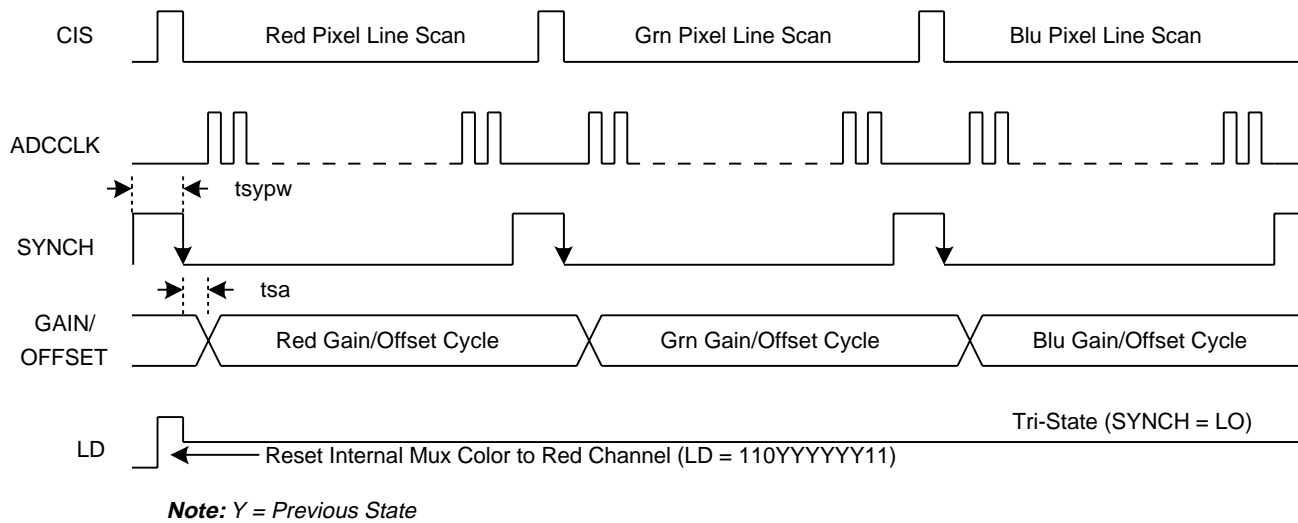 CIS
Red Pixel Line Scan
Grn Pixel Line Scan
Blu Pixel Line Scan
ADCCLK
tsypw
SYNCH
tsa
GAIN/
OFFSET
Red Gain/Offset Cycle
Grn Gain/Offset Cycle
Blu Gain/Offset Cycle
Tri-State (SYNCH = LO)
LD
Reset Internal Mux Color to Red Channel (LD = 110YYYYYY11)
Note: Y = Previous State